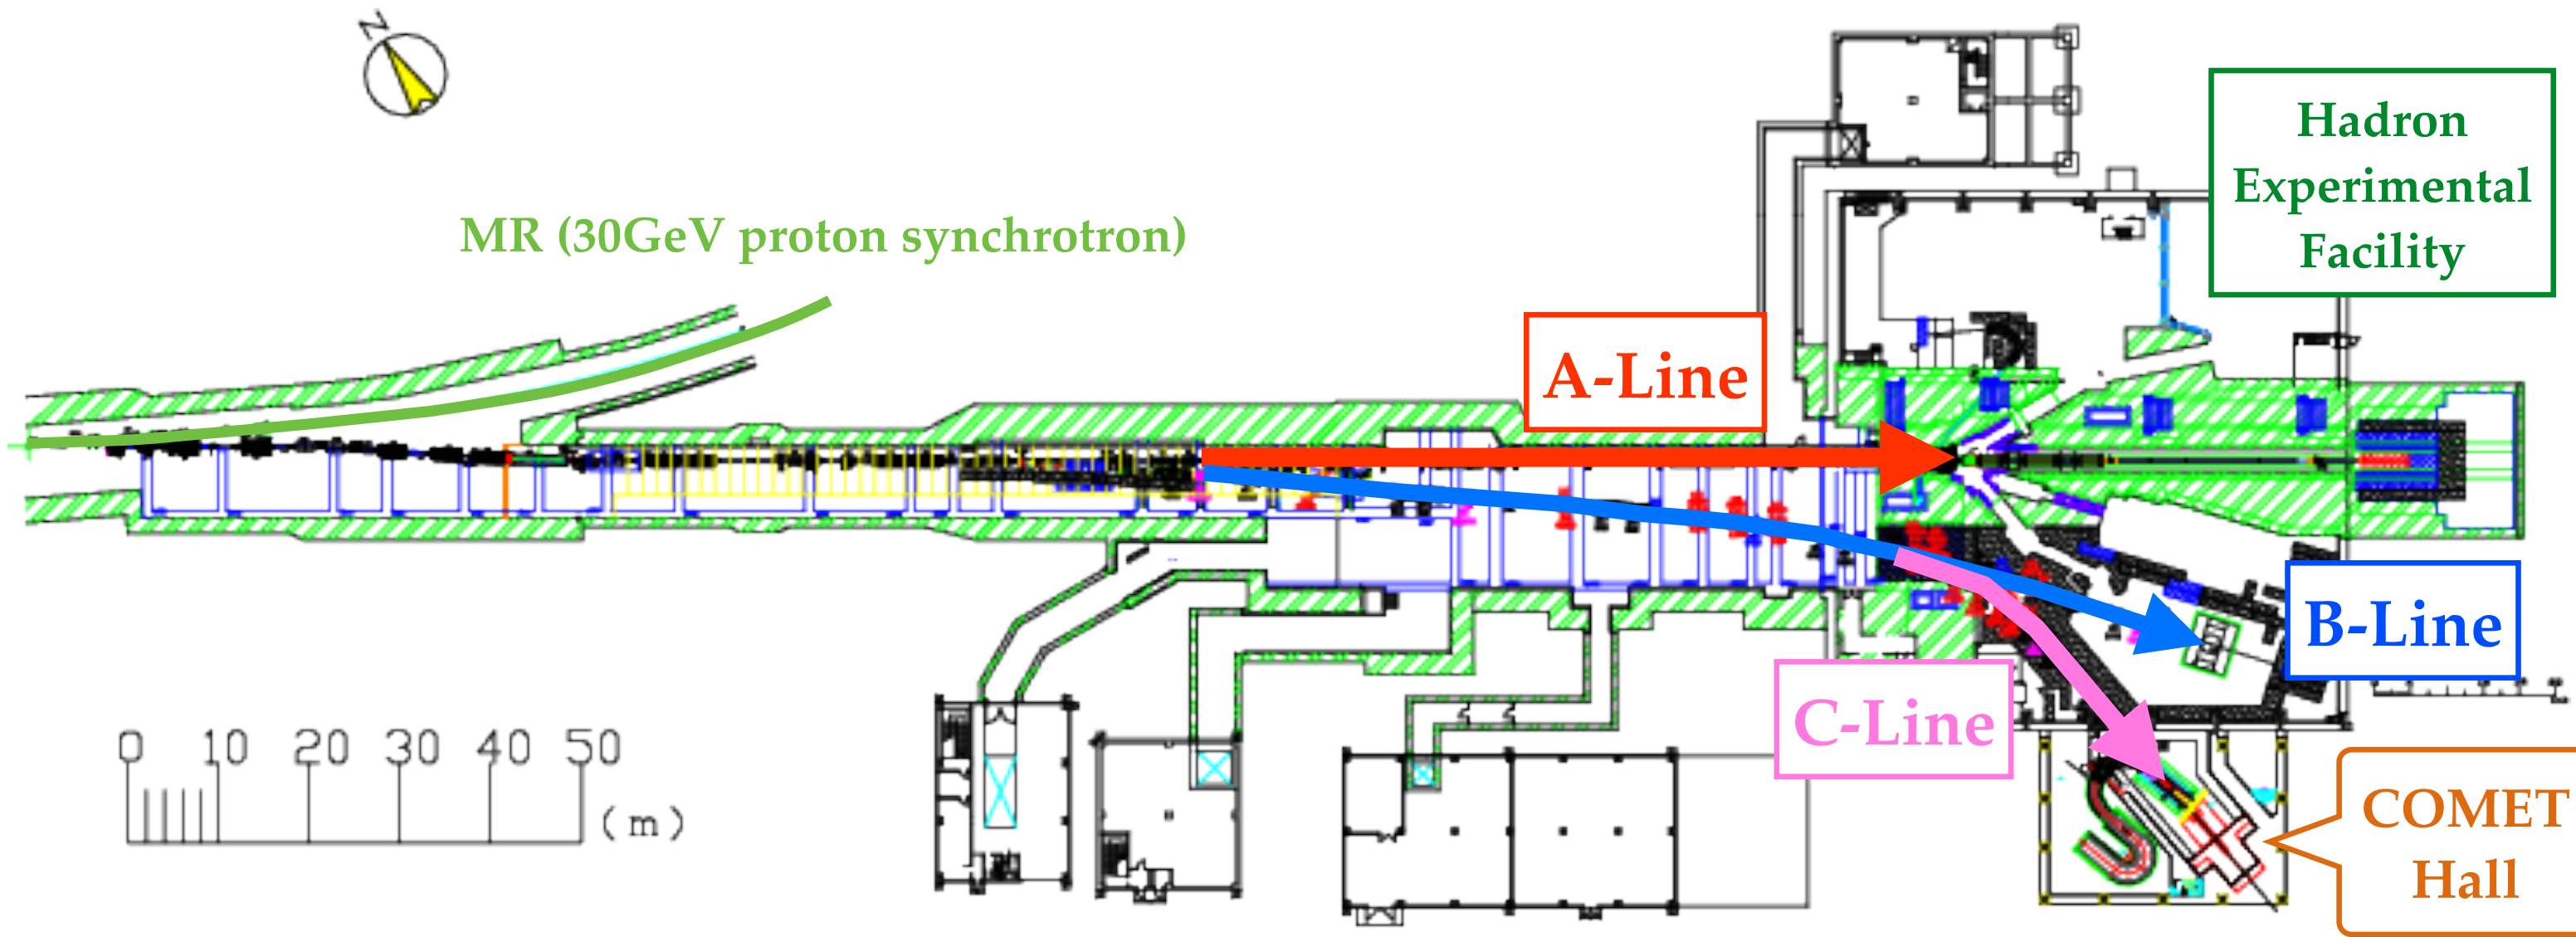 N
Hadron
Experimental
Facility
MR (30GeV proton synchrotron)
A-Line
B-Line
C-Line
0 10 20 30 40 50
(m)
COMET
Hall